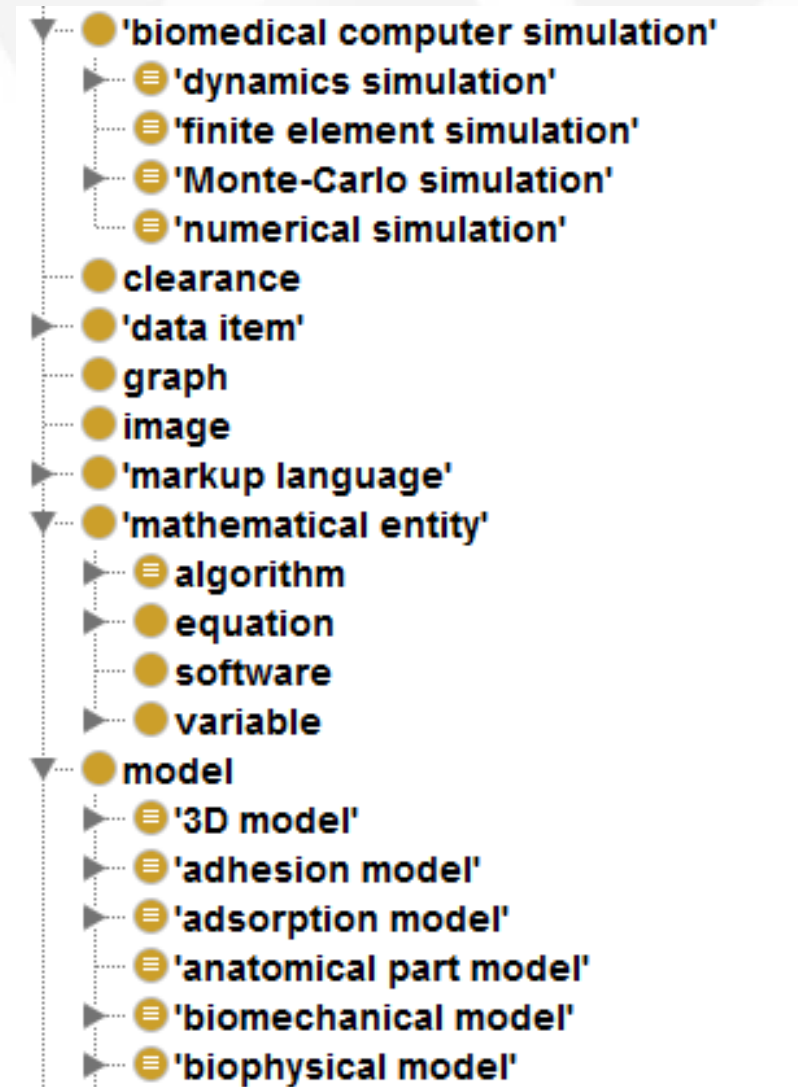 'biomedical computer simulation'
'dynamics simulation'
'finite element simulation'
'Monte-Carlo simulation'
'numerical simulation'
clearance
'data item'
graph
image
'markup language'
'mathematical entity'
algorithm
equation
software
variable
model
'3D model'
'adhesion model'
'adsorption model'
'anatomical part model'
'biomechanical model'
'biophysical model'